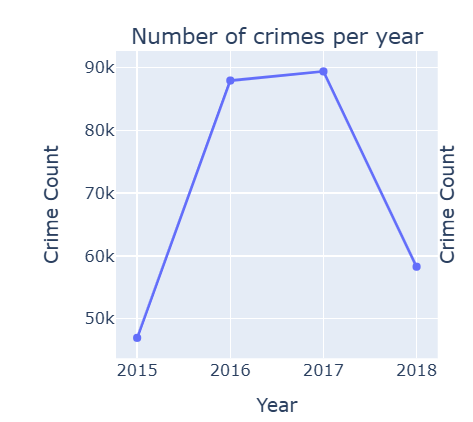 Number of crimes per year
90k
80k
70k
60k
50k
Crime Count
Crime Count
2015 2016 2017 2018
Year